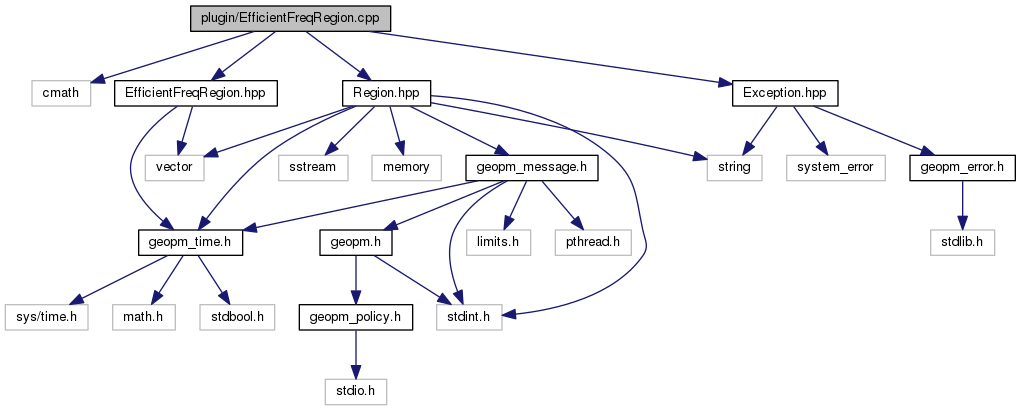 plugin/EfficientFreqRegion.cpp
cmath
EfficientFreqRegion.hpp
Region.hpp
Exception.hpp
vector
sstream
memory
geopm_message.h
string
system_error
geopm_error.h
geopm_time.h
geopm.h
limits.h
pthread.h
stdlib.h
sys/time.h
math.h
stdbool.h
geopm_policy.h
stdint.h
stdio.h